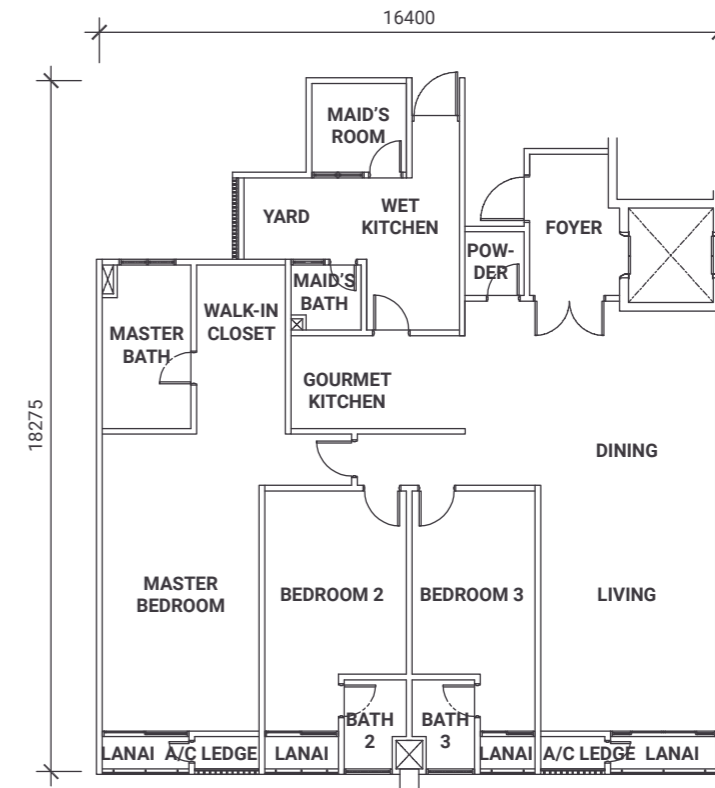 16400
18275
MAID'S
ROOM
YARD
WET
KITCHEN
FOYER
POW-
DER
MAID'S
BATH
WALK-IN
CLOSET
MASTER
BATH
GOURMET
KITCHEN
DINING
MASTER
BEDROOM
BEDROOM 2
BEDROOM 3
LIVING
BATH
2
BATH
3
LANAI
A/C LEDGE
LANAI
LANAI
A/C LEDGE
LANAI